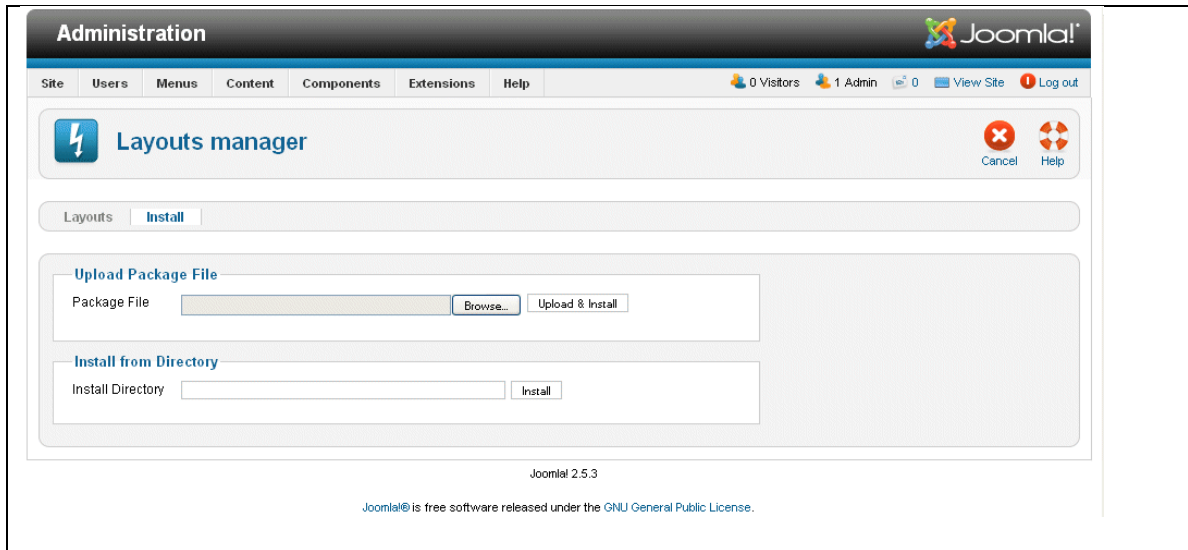 Administration
Joomla!
Site Users Menus Content Components Extensions Help 0 Visitors 1 Admin 0 View Site Log out
Layouts manager
Cancel Help
Layouts Install
Upload Package File
Package File Browse... Upload & Install
Install from Directory
Install Directory Install
Joomla! 2.5.3
Joomla!® is free software released under the GNU General Public License.